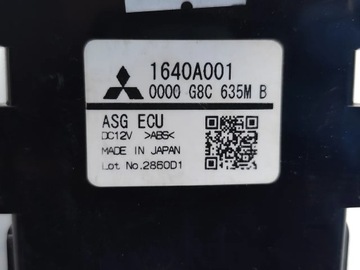 1640A001
0000 G8C 635M B
ASG ECU
DC12V >ABS<
MADE IN JAPAN
Lot No.2860D1